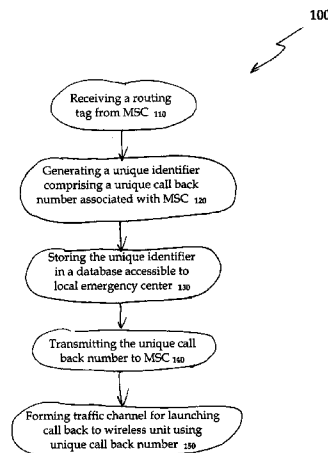 100
Receiving a routing
tag from MSC 110
Generating a unique identifier
comprising a unique call back
number associated with MSC 120
Storing the unique identifier
in a database accessible to
local emergency center 130
Transmitting the unique call
back number to MSC 140
Forming traffic channel for launching
call back to wireless unit using
unique call back number 150